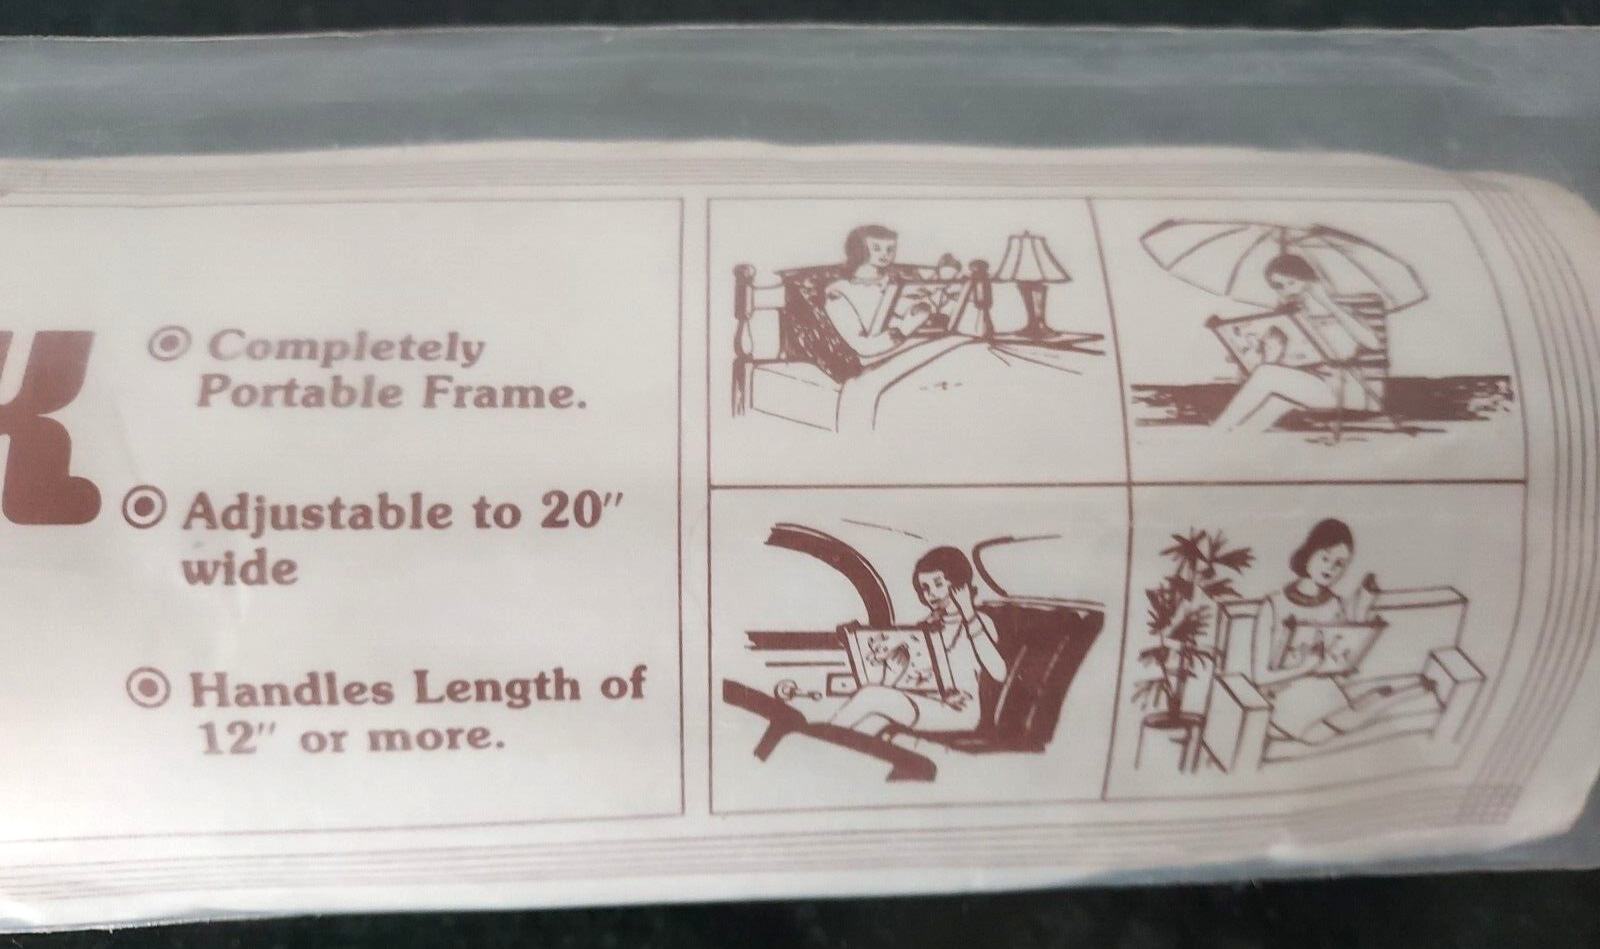 Completely
Portable Frame.
Adjustable to 20"
wide
Handles Length of
12" or more.